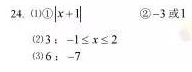 24. (1)①|x+1| ②-3或1
(2)3； -1≤x≤2
(3)6； -7